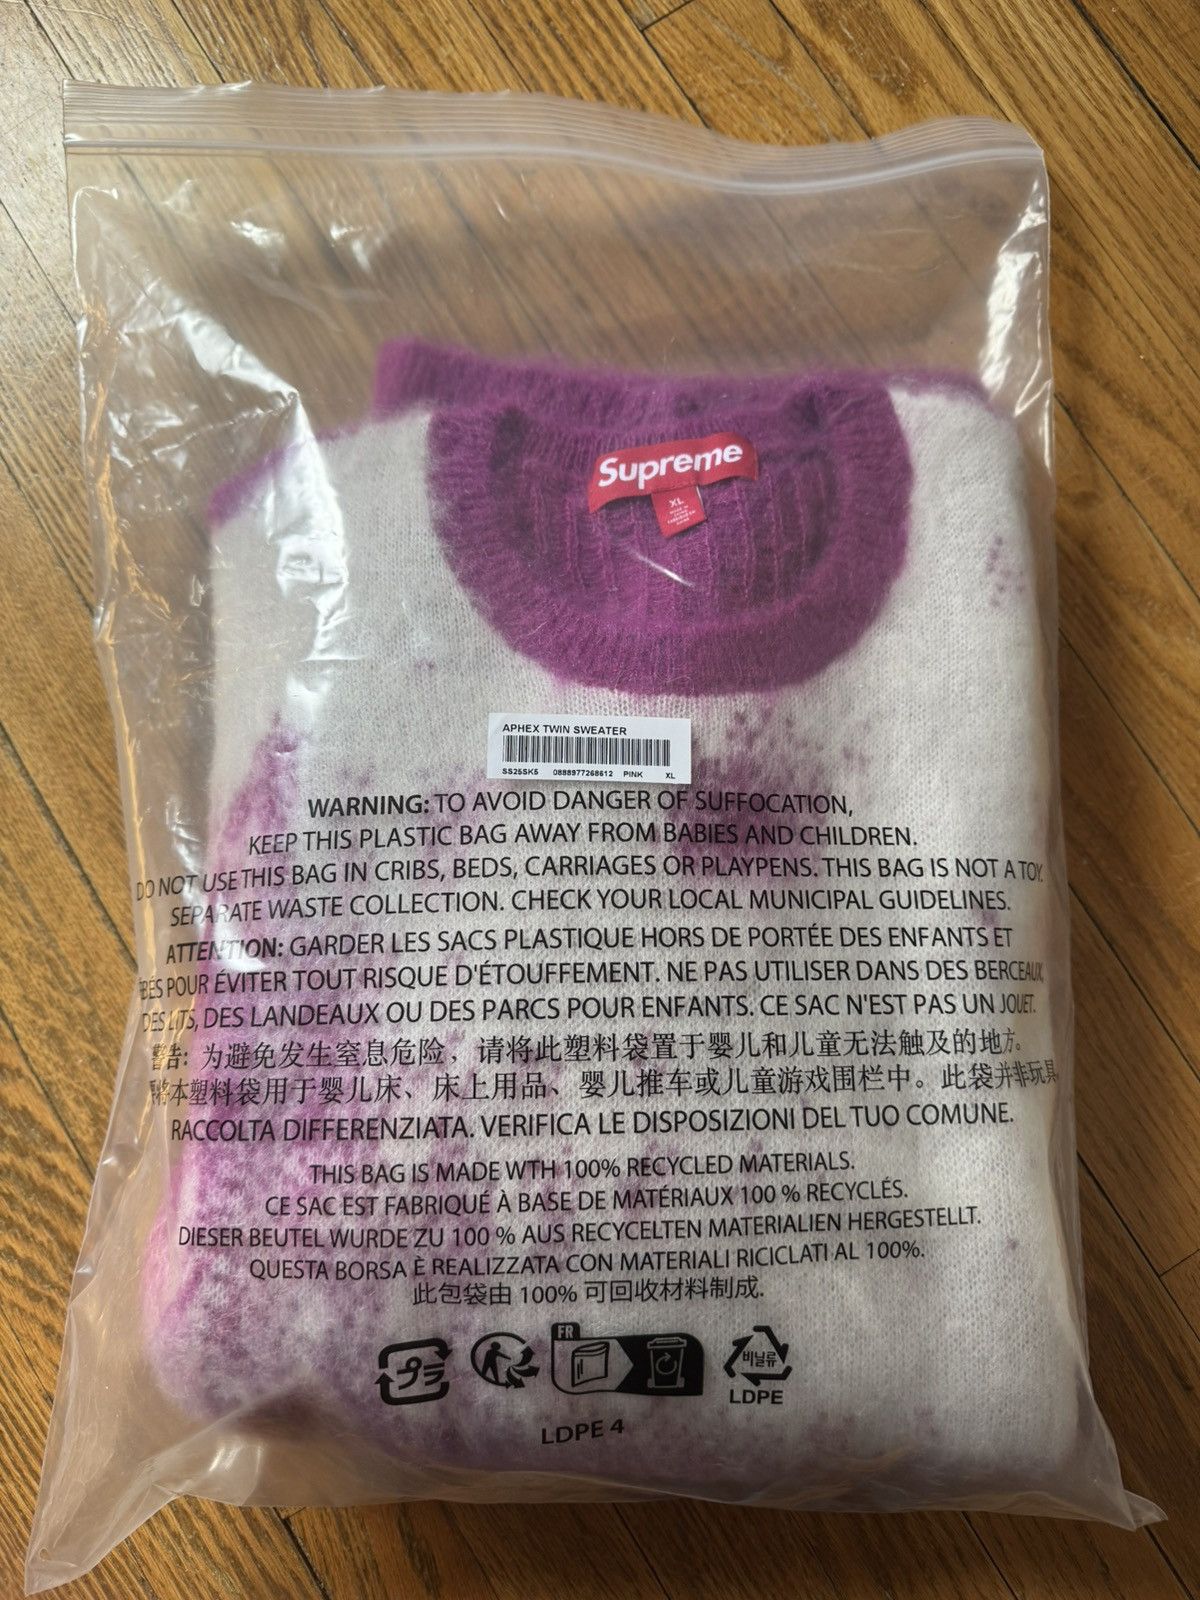 Supreme
XL
APHEX TWIN SWEATER
SS25SK5 0888977268612 PINK XL
WARNING: TO AVOID DANGER OF SUFFOCATION,
KEEP THIS PLASTIC BAG AWAY FROM BABIES AND CHILDREN.
DO NOT USE THIS BAG IN CRIBS, BEDS, CARRIAGES OR PLAYPENS. THIS BAG IS NOT A TOY.
SEPARATE WASTE COLLECTION. CHECK YOUR LOCAL MUNICIPAL GUIDELINES.
ATTENTION: GARDER LES SACS PLASTIQUE HORS DE PORTÉE DES ENFANTS ET
BÉS POUR ÉVITER TOUT RISQUE D'ÉTOUFFEMENT. NE PAS UTILISER DANS DES BERCEAUX,
DES LITS, DES LANDEAUX OU DES PARCS POUR ENFANTS. CE SAC N'EST PAS UN JOUET.
警告: 为避免发生窒息危险，请将此塑料袋置于婴儿和儿童无法触及的地方。
将本塑料袋用于婴儿床、床上用品、婴儿推车或儿童游戏围栏中。此袋并非玩具
RACCOLTA DIFFERENZIATA. VERIFICA LE DISPOSIZIONI DEL TUO COMUNE.
THIS BAG IS MADE WTH 100% RECYCLED MATERIALS.
CE SAC EST FABRIQUÉ À BASE DE MATÉRIAUX 100 % RECYCLÉS.
DIESER BEUTEL WURDE ZU 100 % AUS RECYCELTEN MATERIALIEN HERGESTELLT.
QUESTA BORSA È REALIZZATA CON MATERIALI RICICLATI AL 100%.
此包袋由 100% 可回收材料制成.
プラ
FR
비닐류
LDPE
LDPE 4